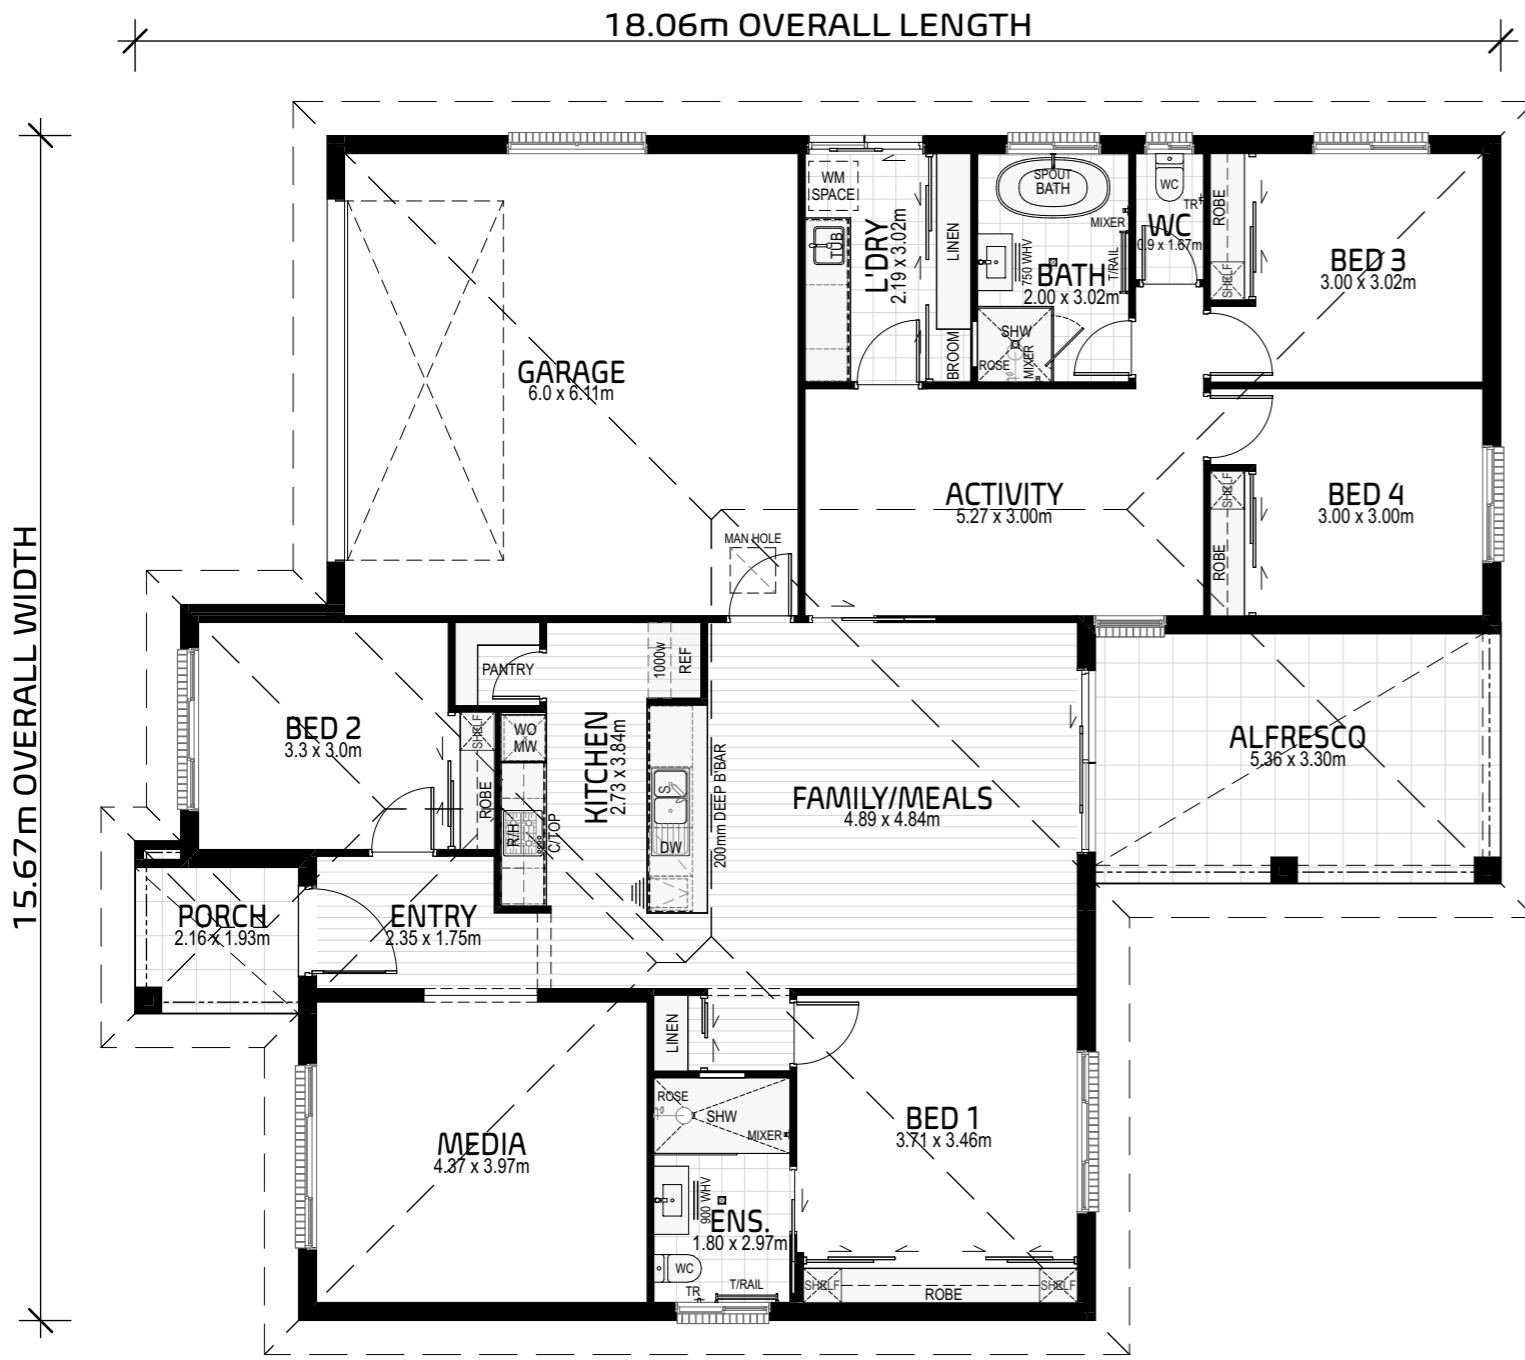 18.06m OVERALL LENGTH
15.67m OVERALL WIDTH
GARAGE
6.0 x 6.11m
MAN HOLE
WM
SPACE
TUB
L'DRY
2.19 x 3.02m
LINEN
BROOM
SPOUT
BATH
MIXER
750 WHV
T/RAIL
BATH
2.00 x 3.02m
SHW
ROSE
MIXER
WC
TR
WC
0.9 x 1.67m
ROBE
SHELF
BED 3
3.00 x 3.02m
ACTIVITY
5.27 x 3.00m
SHELF
ROBE
BED 4
3.00 x 3.00m
BED 2
3.3 x 3.0m
SHELF
ROBE
PANTRY
WO
MW
R/H
C/TOP
KITCHEN
2.73 x 3.84m
1000w
REF
S
DW
200mm DEEP B'BAR
FAMILY/MEALS
4.89 x 4.84m
ALFRESCO
5.36 x 3.30m
PORCH
2.16 x 1.93m
ENTRY
2.35 x 1.75m
MEDIA
4.37 x 3.97m
LINEN
ROSE
SHW
MIXER
900 WHV
ENS.
1.80 x 2.97m
WC
TR
T/RAIL
BED 1
3.71 x 3.46m
SHELF
ROBE
SHELF